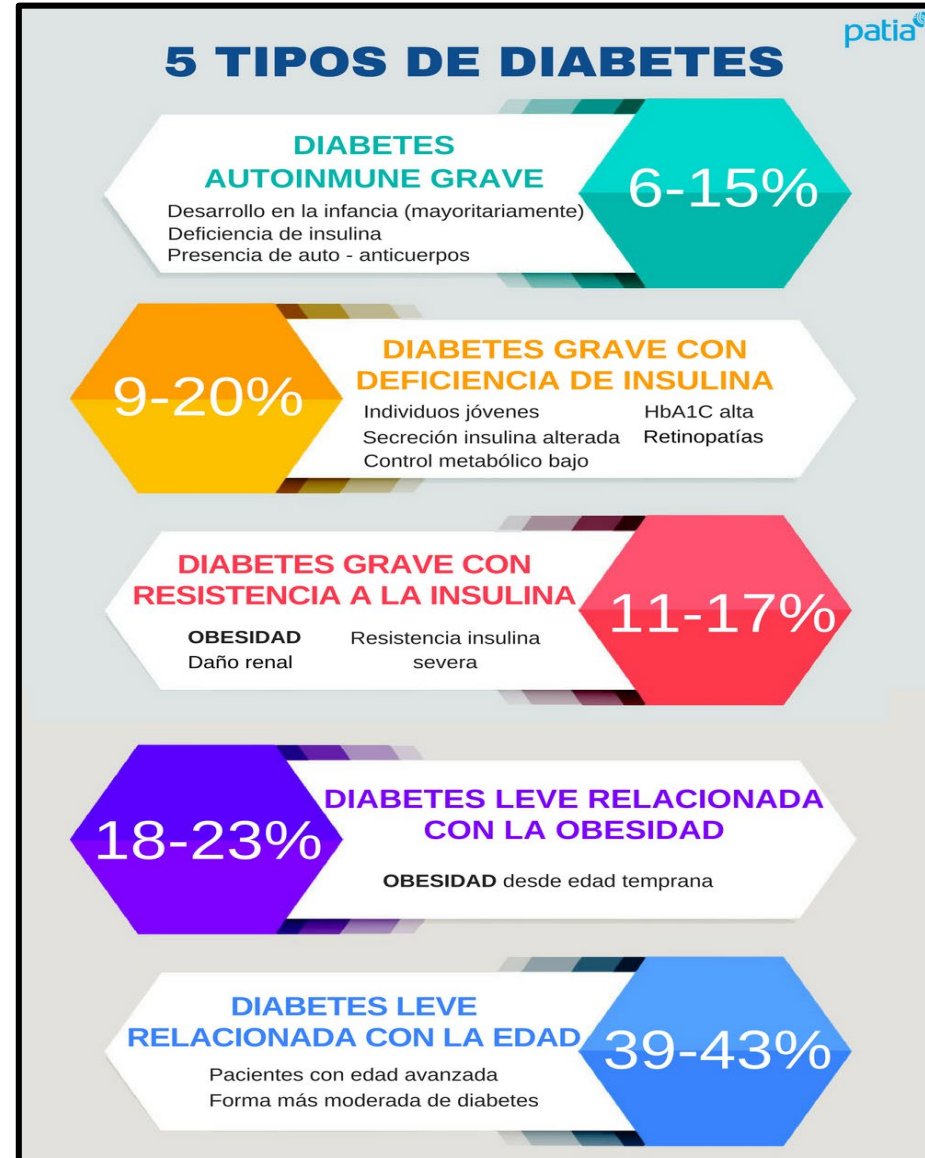 patia
5 TIPOS DE DIABETES
DIABETES
AUTOINMUNE GRAVE
Desarrollo en la infancia (mayoritariamente)
Deficiencia de insulina
Presencia de auto - anticuerpos
6-15%
9-20%
DIABETES GRAVE CON
DEFICIENCIA DE INSULINA
Individuos jóvenes
Secreción insulina alterada
Control metabólico bajo
HbA1C alta
Retinopatías
DIABETES GRAVE CON
RESISTENCIA A LA INSULINA
OBESIDAD
Daño renal
Resistencia insulina
severa
11-17%
18-23%
DIABETES LEVE RELACIONADA
CON LA OBESIDAD
OBESIDAD desde edad temprana
DIABETES LEVE
RELACIONADA CON LA EDAD
Pacientes con edad avanzada
Forma más moderada de diabetes
39-43%